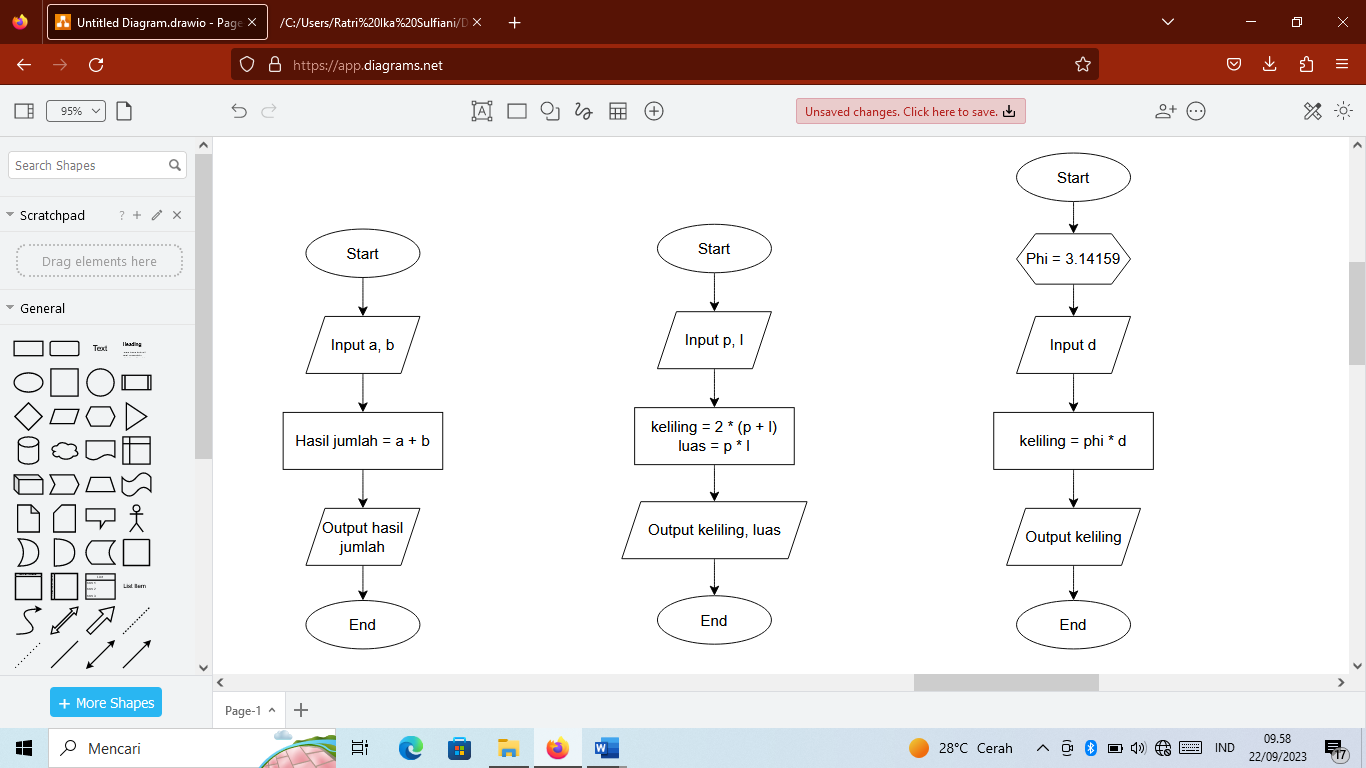 Untitled Diagram.drawio - Page
/C:/Users/Ratri%20Ika%20Sulfiani/D
https://app.diagrams.net
95%
Unsaved changes. Click here to save.
Search Shapes
Scratchpad
?
Drag elements here
General
Text
Heading
List
List Item
More Shapes
Start
Input a, b
Hasil jumlah = a + b
Output hasil
jumlah
End
Start
Input p, l
keliling = 2 * (p + l)
luas = p * l
Output keliling, luas
End
Start
Phi = 3.14159
Input d
keliling = phi * d
Output keliling
End
Page-1
Mencari
28°C Cerah
IND
09.58
22/09/2023
17